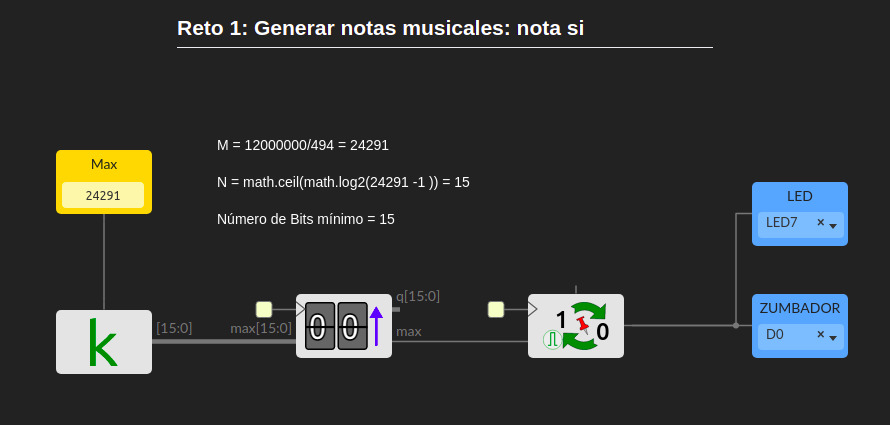 Reto 1: Generar notas musicales: nota si
M = 12000000/494 = 24291
Max
24291
N = math.ceil(math.log2(24291 -1 )) = 15
Número de Bits mínimo = 15
LED
LED7
k
[15:0]
max[15:0]
00
q[15:0]
max
1
0
ZUMBADOR
D0